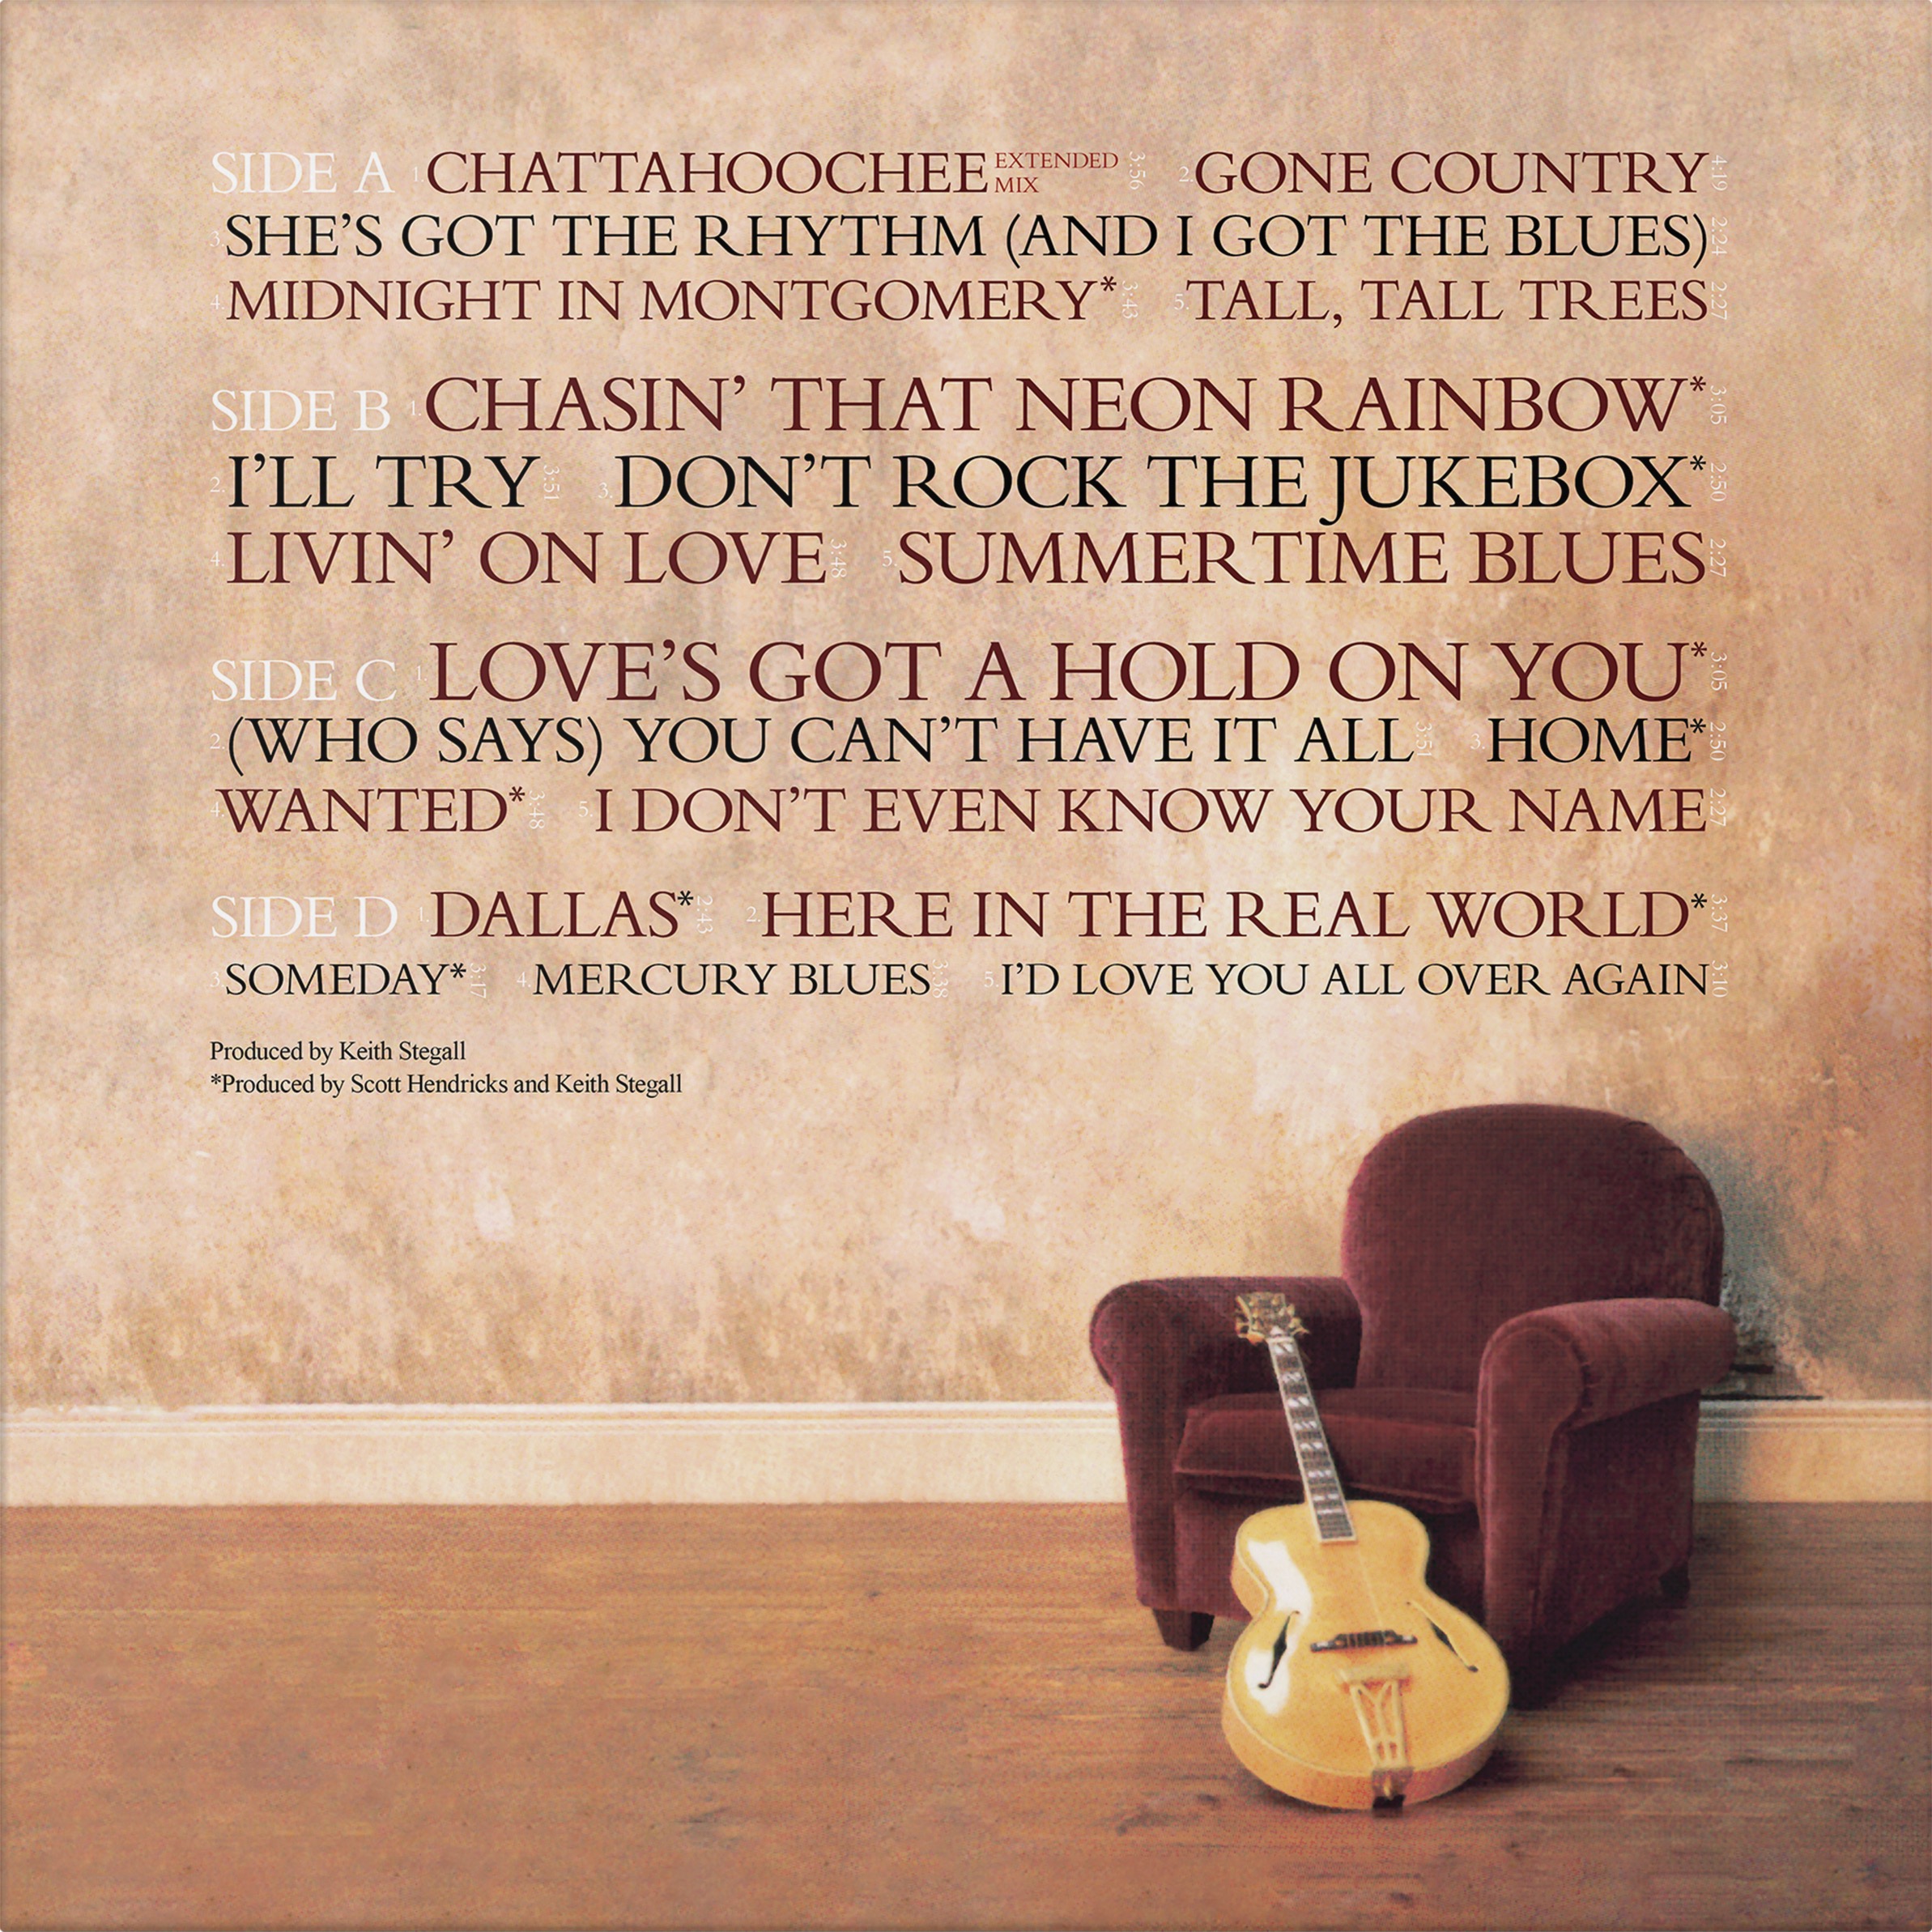 SIDE A 1. CHATTAHOOCHEE EXTENDED MIX 3:56 2. GONE COUNTRY 4:19
3. SHE'S GOT THE RHYTHM (AND I GOT THE BLUES) 2:24
4. MIDNIGHT IN MONTGOMERY* 3:43 5. TALL, TALL TREES 2:27
SIDE B 1. CHASIN' THAT NEON RAINBOW* 3:05
2. I'LL TRY 3:51 3. DON'T ROCK THE JUKEBOX* 2:50
4. LIVIN' ON LOVE 3:48 5. SUMMERTIME BLUES 2:27
SIDE C 1. LOVE'S GOT A HOLD ON YOU* 3:05
2. (WHO SAYS) YOU CAN'T HAVE IT ALL 3:51 3. HOME* 2:50
4. WANTED* 3:48 5. I DON'T EVEN KNOW YOUR NAME 2:27
SIDE D 1. DALLAS* 2:43 2. HERE IN THE REAL WORLD* 3:37
3. SOMEDAY* 3:17 4. MERCURY BLUES 3:38 5. I'D LOVE YOU ALL OVER AGAIN 3:10
Produced by Keith Stegall
*Produced by Scott Hendricks and Keith Stegall